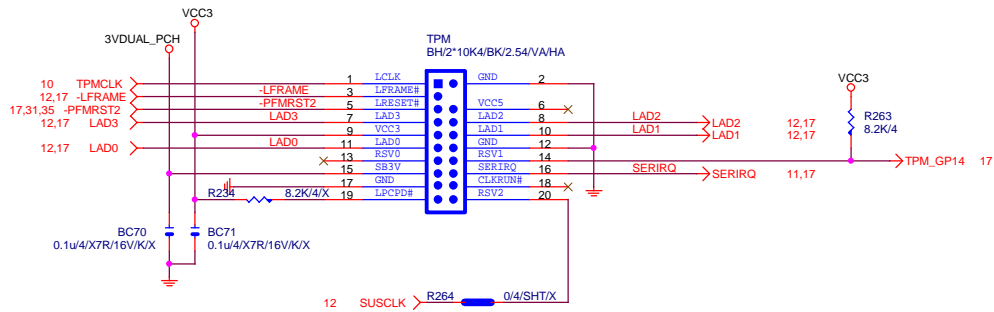 VCC3
3VDUAL_PCH
TPM
BH/2*10K4/BK/2.54/VA/HA
10 TPMCLK 1 LCLK GND 2
12,17 -LFRAME -LFRAME 3 LFRAME#
17,31,35 -PFMRST2 -PFMRST2 5 LRESET# VCC5 6
12,17 LAD3 LAD3 7 LAD3 LAD2 8 LAD2 LAD2 12,17
9 VCC3 LAD1 10 LAD1 LAD1 12,17
12,17 LAD0 LAD0 11 LAD0 GND 12
13 RSV0 RSV1 14 TPM_GP14 17
15 SB3V SERIRQ 16 SERIRQ SERIRQ 11,17
17 GND CLKRUN# 18
R234 8.2K/4/X 19 LPCPD# RSV2 20
VCC3
R263
8.2K/4
BC70
0.1u/4/X7R/16V/K/X
BC71
0.1u/4/X7R/16V/K/X
12 SUSCLK R264 0/4/SHT/X